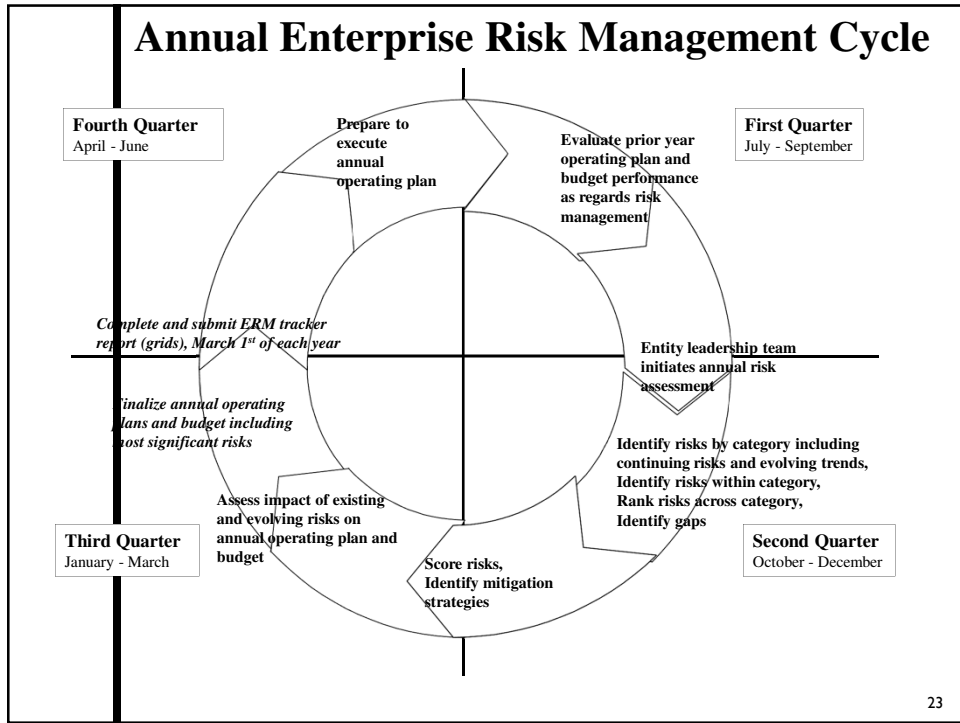 Annual Enterprise Risk Management Cycle
Fourth Quarter
April - June
Prepare to
execute
annual
operating plan
Evaluate prior year
operating plan and
budget performance
as regards risk
management
First Quarter
July - September
Complete and submit ERM tracker
report (grids), March 1st of each year
Entity leadership team
initiates annual risk
assessment
Finalize annual operating
plans and budget including
most significant risks
Identify risks by category including
continuing risks and evolving trends,
Identify risks within category,
Rank risks across category,
Identify gaps
Assess impact of existing
and evolving risks on
annual operating plan and
budget
Third Quarter
January - March
Score risks,
Identify mitigation
strategies
Second Quarter
October - December
23